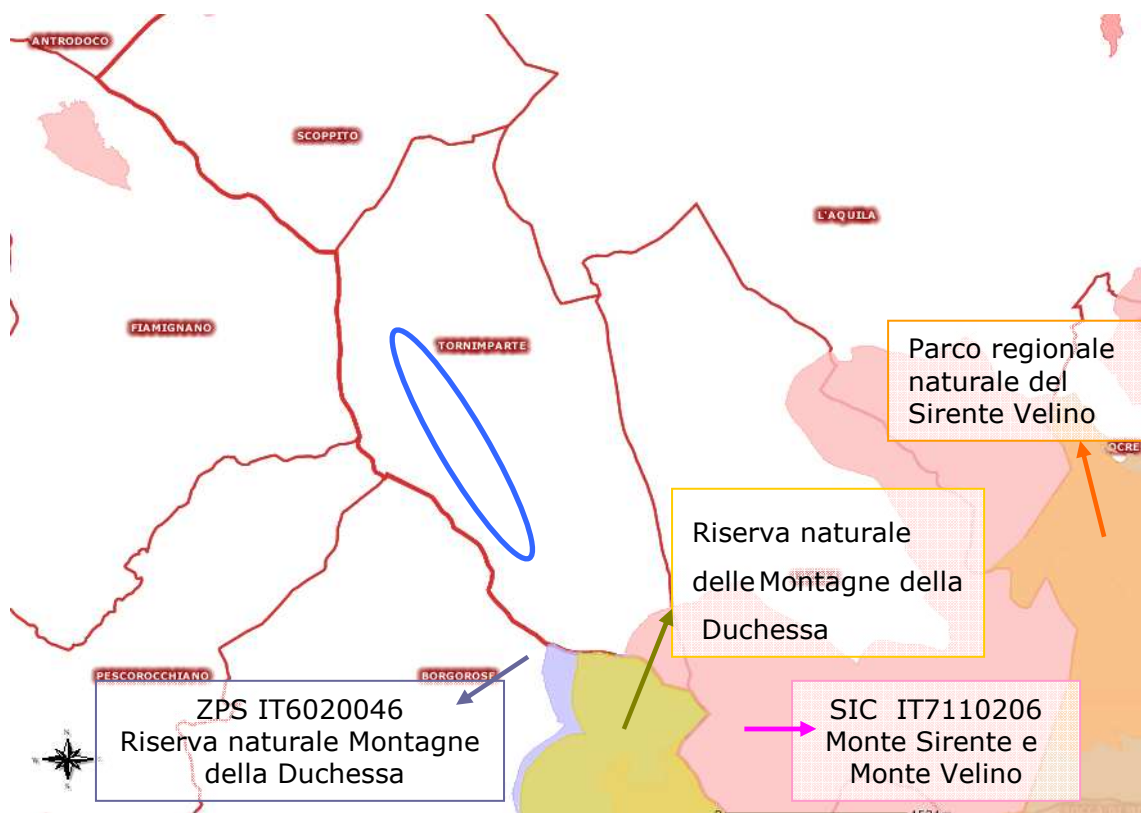 ANTRODOCO
SCOPPITO
L'AQUILA
FIAMIGNANO
TORNIMPARTE
Parco regionale
naturale del
Sirente Velino
Riserva naturale
delle Montagne della
Duchessa
PESCOROCCHIANO
BORGOROSE
ZPS IT6020046
Riserva naturale Montagne
della Duchessa
SIC IT7110206
Monte Sirente e
Monte Velino